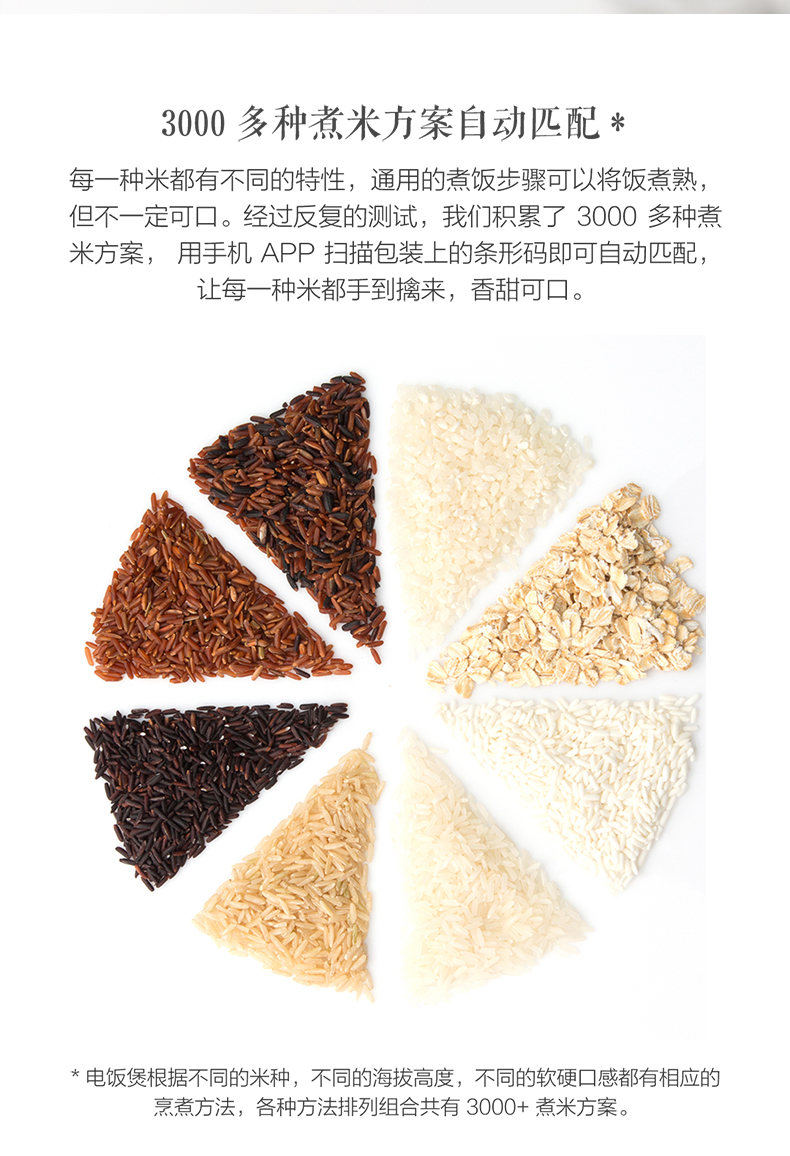 3000 多种煮米方案自动匹配*
每一种米都有不同的特性，通用的煮饭步骤可以将饭煮熟，
但不一定可口。经过反复的测试，我们积累了 3000 多种煮
米方案， 用手机 APP 扫描包装上的条形码即可自动匹配，
让每一种米都手到擒来，香甜可口。
* 电饭煲根据不同的米种，不同的海拔高度，不同的软硬口感都有相应的
烹煮方法，各种方法排列组合共有 3000+ 煮米方案。